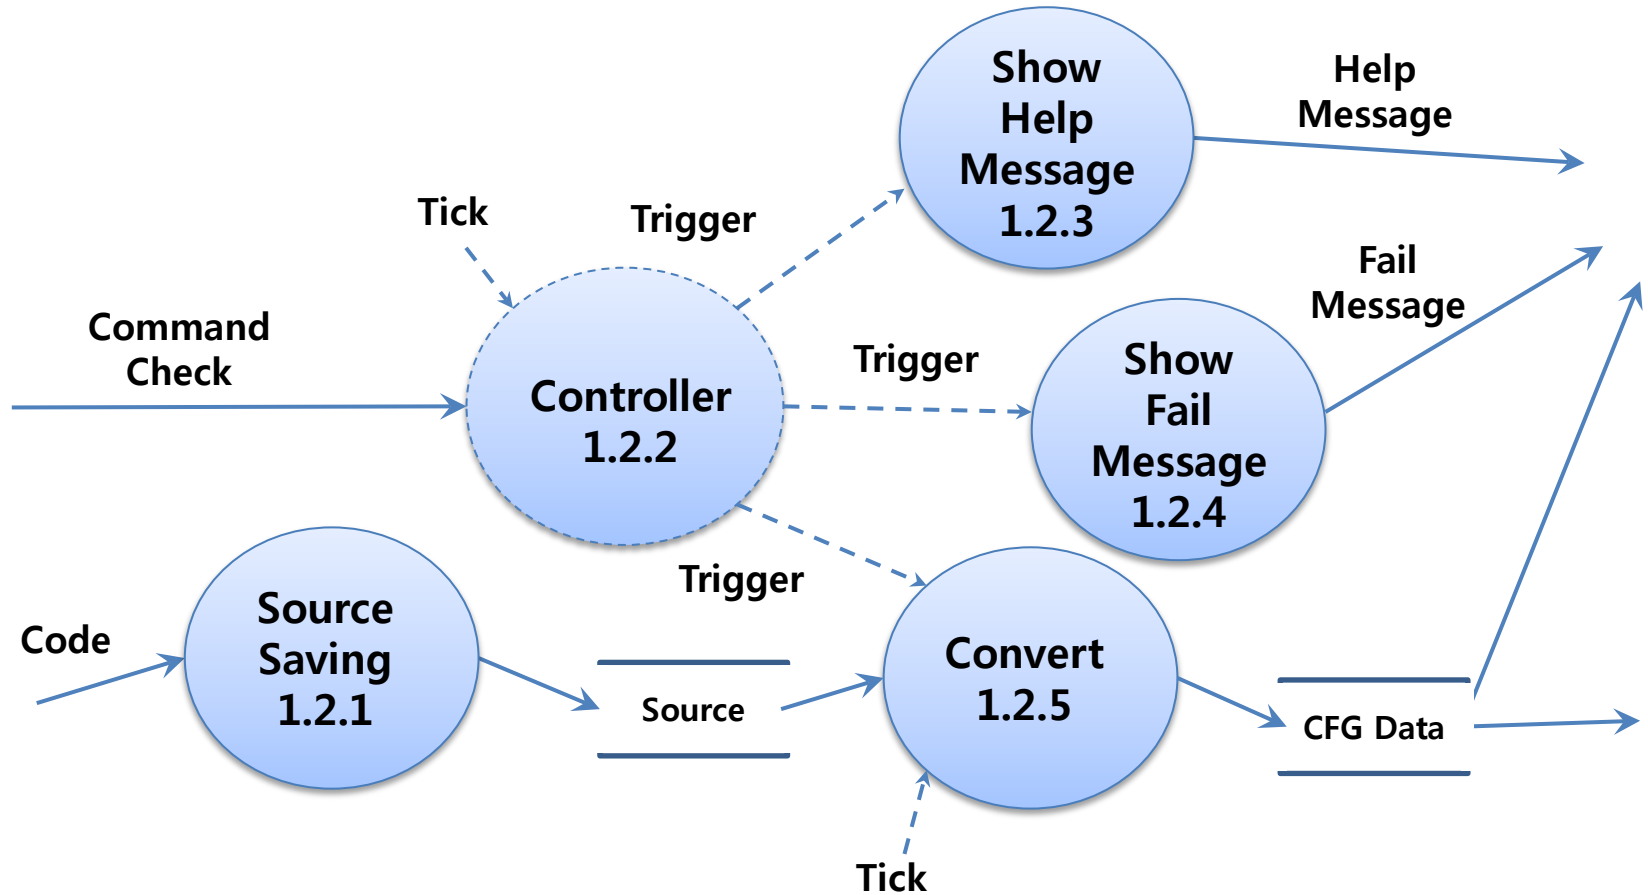 Show
Help
Message
1.2.3
Help
Message
Tick
Trigger
Fail
Message
Command
Check
Controller
1.2.2
Trigger
Show
Fail
Message
1.2.4
Trigger
Code
Source
Saving
1.2.1
Source
Convert
1.2.5
CFG Data
Tick